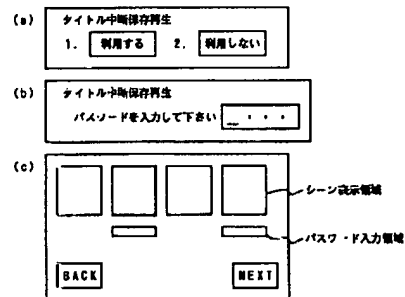 (a) タイトル中断保存再生
1. 利用する 2. 利用しない
(b) タイトル中断保存再生
パスワードを入力して下さい _ . . .
(c)
シーン表示領域
パスワード入力領域
BACK NEXT